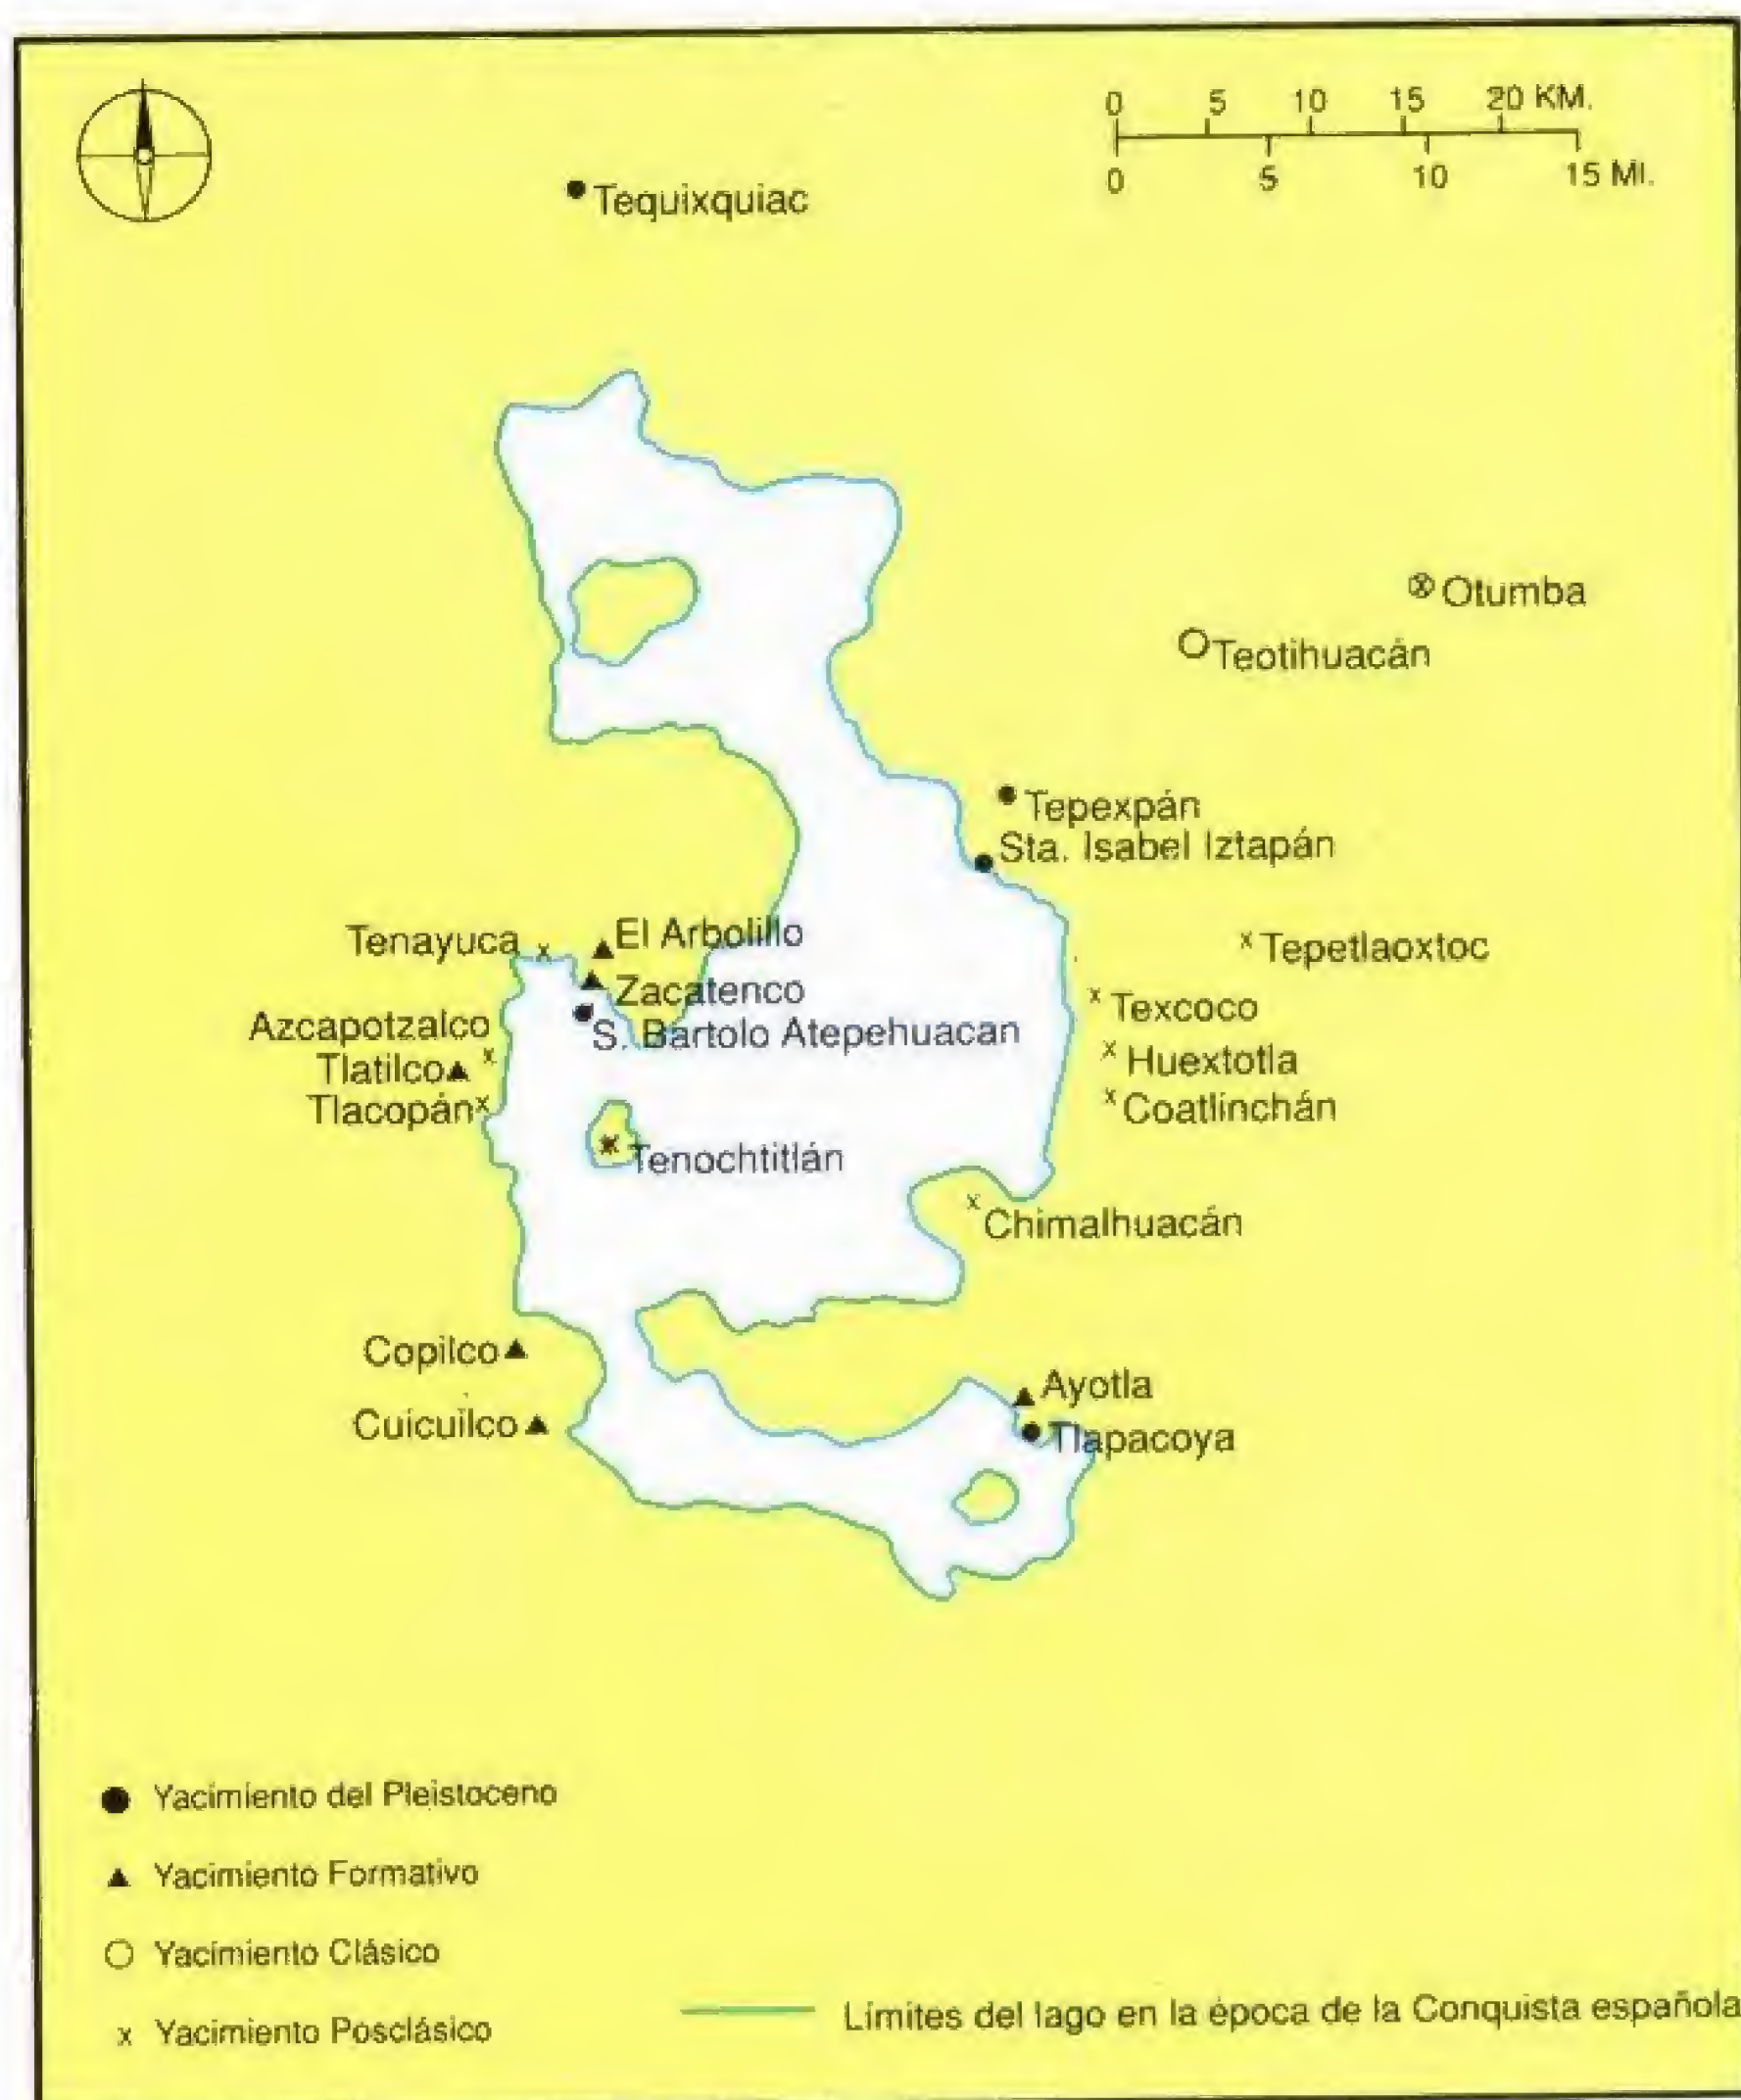 0 5 10 15 20 KM.
0 5 10 15 MI.
Tequixquiac
Otumba
Teotihuacán
Tepexpán
Sta. Isabel Iztapán
Tenayuca
El Arbolillo
Tepetlaoxtoc
Zacatenco
Texcoco
Azcapotzalco
S. Bartolo Atepehuacan
Tlatilco
Huextotla
Tlacopán
Coatlinchán
Tenochtitlán
Chimalhuacán
Copilco
Ayotla
Cuicuilco
Tlapacoya
Yacimiento del Pleistoceno
Yacimiento Formativo
Yacimiento Clásico
x Yacimiento Posclásico
Límites del lago en la época de la Conquista española